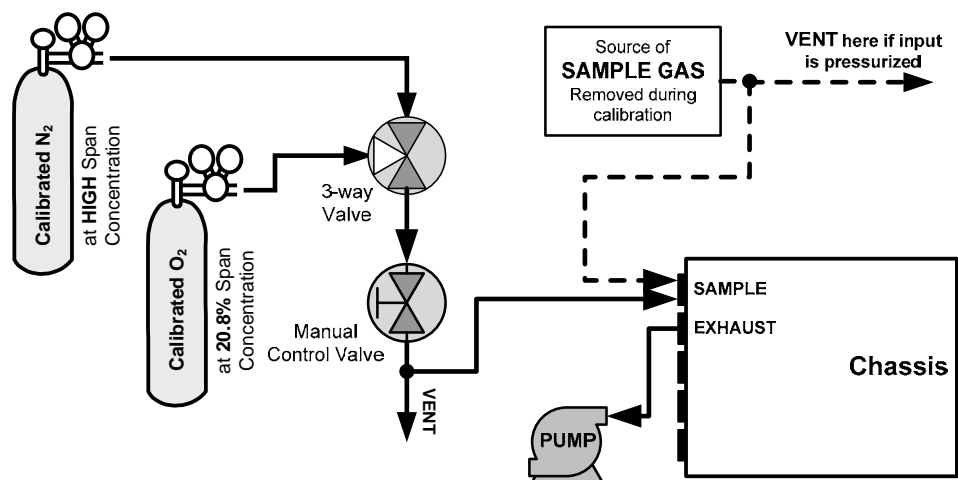 Calibrated N₂
at HIGH Span
Concentration
Calibrated O₂
at 20.8% Span
Concentration
3-way
Valve
Manual
Control Valve
VENT
Source of
SAMPLE GAS
Removed during
calibration
VENT here if input
is pressurized
SAMPLE
EXHAUST
Chassis
PUMP